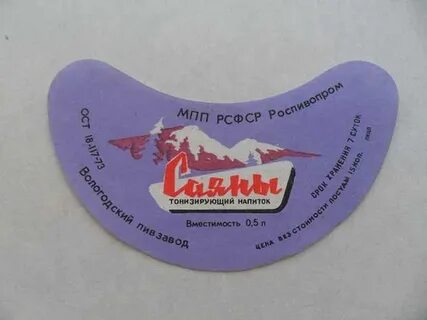 МПП РСФСР Роспивопром
ОСТ 18-117-73
Вологодский пивзавод
Саяны
ТОНИЗИРУЮЩИЙ НАПИТОК
Вместимость 0,5 л
СРОК ХРАНЕНИЯ 7 СУТОК
ЦЕНА БЕЗ СТОИМОСТИ ПОСУДЫ 15 КОП.